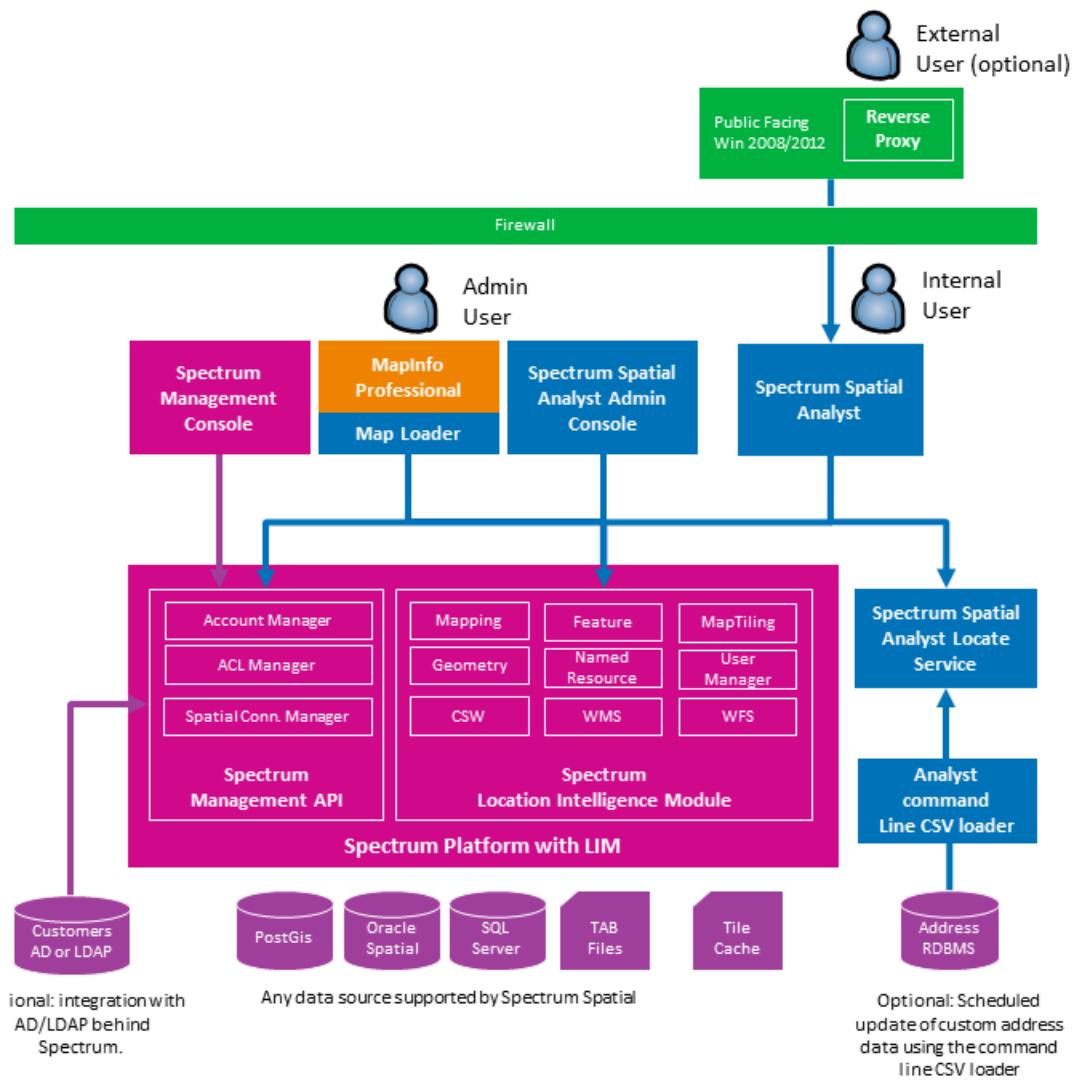 External
User (optional)
Public Facing
Win 2008/2012
Reverse
Proxy
Firewall
Admin
User
Internal
User
Spectrum
Management
Console
MapInfo
Professional
Map Loader
Spectrum Spatial
Analyst Admin
Console
Spectrum Spatial
Analyst
Account Manager
ACL Manager
Spatial Conn. Manager
Spectrum
Management API
Mapping
Feature
MapTiling
Geometry
Named
Resource
User
Manager
CSW
WMS
WFS
Spectrum
Location Intelligence Module
Spectrum Platform with LIM
Spectrum Spatial
Analyst Locate
Service
Analyst
command
Line CSV loader
Customers
AD or LDAP
PostGis
Oracle
Spatial
SQL
Server
TAB
Files
Tile
Cache
Address
RDBMS
ional: integration with
AD/LDAP behind
Spectrum.
Any data source supported by Spectrum Spatial
Optional: Scheduled
update of custom address
data using the command
line CSV loader